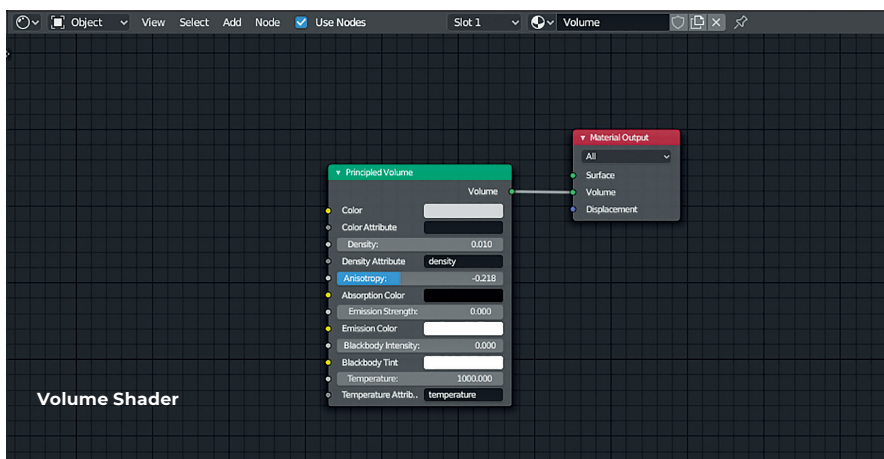 Object View Select Add Node Use Nodes Slot 1 Volume
Material Output
All
Surface
Volume
Displacement
Principled Volume
Volume
Color
Color Attribute
Density: 0.010
Density Attribute density
Anisotropy: -0.218
Absorption Color
Emission Strength: 0.000
Emission Color
Blackbody Intensity: 0.000
Blackbody Tint
Temperature: 1000.000
Temperature Attrib.. temperature
Volume Shader